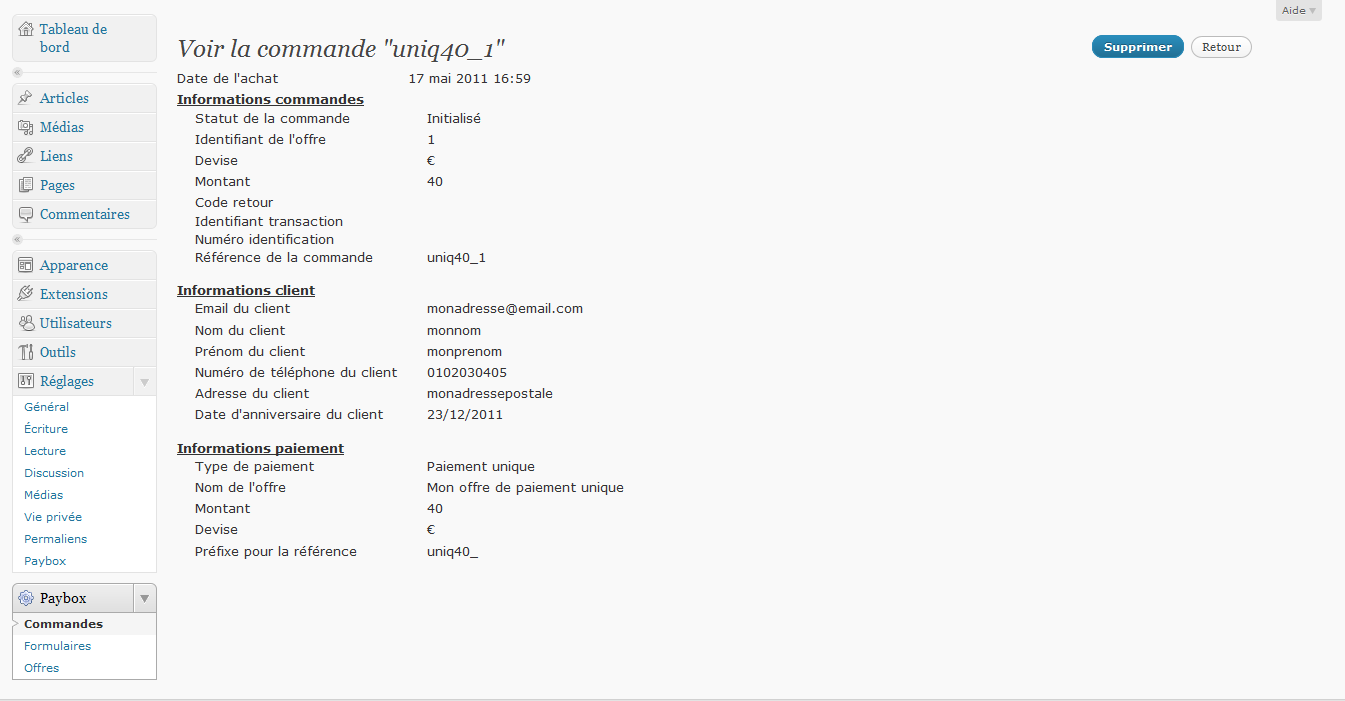 Aide
Tableau de
bord
Articles
Médias
Liens
Pages
Commentaires
Apparence
Extensions
Utilisateurs
Outils
Réglages
Général
Écriture
Lecture
Discussion
Médias
Vie privée
Permaliens
Paybox
Paybox
Commandes
Formulaires
Offres
Voir la commande "uniq40_1"
Supprimer Retour
Date de l'achat 17 mai 2011 16:59
Informations commandes
Statut de la commande Initialisé
Identifiant de l'offre 1
Devise €
Montant 40
Code retour
Identifiant transaction
Numéro identification
Référence de la commande uniq40_1
Informations client
Email du client monadresse@email.com
Nom du client monnom
Prénom du client monprenom
Numéro de téléphone du client 0102030405
Adresse du client monadressepostale
Date d'anniversaire du client 23/12/2011
Informations paiement
Type de paiement Paiement unique
Nom de l'offre Mon offre de paiement unique
Montant 40
Devise €
Préfixe pour la référence uniq40_